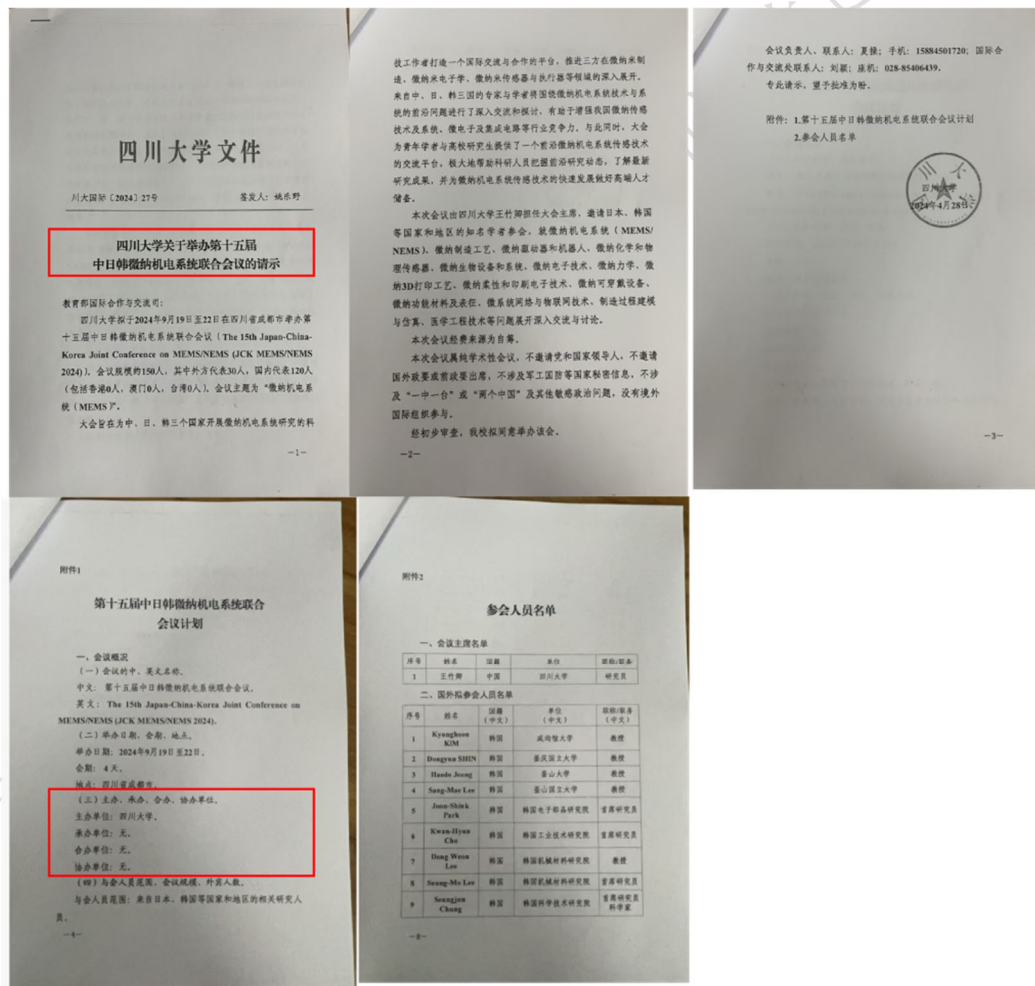 四川大学文件
川大国际〔2024〕27号 签发人：姚乐野
四川大学关于举办第十五届
中日韩微纳机电系统联合会议的请示
教育部国际合作与交流司：
四川大学拟于2024年9月19日至22日在四川省成都市举办第
十五届中日韩微纳机电系统联合会议（The 15th Japan-China-
Korea Joint Conference on MEMS/NEMS (JCK MEMS/NEMS
2024)）。会议规模约150人，其中外方代表30人，国内代表120人
（包括香港0人，澳门0人，台湾0人）。会议主题为“微纳机电系
统（MEMS）”。
大会旨在为中、日、韩三个国家开展微纳机电系统研究的科
—1—
技工作者打造一个国际交流与合作的平台，推进三方在微纳米制
造、微纳米电子学、微纳米传感器与执行器等领域的深入展开。
来自中、日、韩三国的专家与学者将围绕微纳机电系统技术与系
统的前沿问题进行了深入交流和探讨，有助于增强我国微纳传感
技术及系统、微电子及集成电路等行业竞争力。与此同时，大会
为青年学者与高校研究生提供了一个前沿微纳机电系统传感技术
的交流平台，极大地帮助科研人员把握前沿研究动态，了解最新
研究成果，并为微纳机电系统传感技术的快速发展做好高端人才
储备。
本次会议由四川大学王竹卿担任大会主席，邀请日本、韩国
等国家和地区的知名学者参会，就微纳机电系统（MEMS/
NEMS）、微纳制造工艺、微纳驱动器和机器人、微纳化学和物
理传感器、微纳生物设备和系统、微纳电子技术、微纳力学、微
纳3D打印工艺、微纳柔性和印刷电子技术、微纳可穿戴设备、
微纳功能材料及表征、微系统网络与物联网技术、制造过程建模
与仿真、医学工程技术等问题展开深入交流与讨论。
本次会议经费来源为自筹。
本次会议属纯学术性会议，不邀请党和国家领导人，不邀请
国外政要或前政要出席，不涉及军工国防等国家秘密信息，不涉
及“一中一台”或“两个中国”及其他敏感政治问题，没有境外
国际组织参与。
经初步审查，我校拟同意举办该会。
—2—
会议负责人、联系人：夏操；手机：15884501720；国际合
作与交流处联系人：刘颖；座机：028-85406439。
专此请示，望予批准为盼。
附件：1.第十五届中日韩微纳机电系统联合会议计划
2.参会人员名单
四川大学
2024年4月28日
—3—
附件1
第十五届中日韩微纳机电系统联合
会议计划
一、会议概况
（一）会议的中、英文名称。
中文：第十五届中日韩微纳机电系统联合会议。
英文：The 15th Japan-China-Korea Joint Conference on
MEMS/NEMS (JCK MEMS/NEMS 2024)。
（二）举办日期、会期、地点。
举办日期：2024年9月19日至22日。
会期：4天。
地点：四川省成都市。
（三）主办、承办、合办、协办单位。
主办单位：四川大学。
承办单位：无。
合办单位：无。
协办单位：无。
（四）与会人员范围、会议规模、外宾人数。
与会人员范围：来自日本、韩国等国家和地区的相关研究人
员。
—4—
附件2
参会人员名单
一、会议主席名单
序号 姓名 国籍 单位 职称/职务
1 王竹卿 中国 四川大学 研究员
二、国外拟参会人员名单
序号 姓名 国籍（中文） 单位（中文） 职称/职务（中文）
1 Kyunghoon KIM 韩国 成均馆大学 教授
2 Dongyun SHIN 韩国 釜庆国立大学 教授
3 Haedo Jeong 韩国 釜山大学 教授
4 Sang-Mae Lee 韩国 釜山国立大学 教授
5 Joon-Shink Park 韩国 韩国电子部品研究院 首席研究员
6 Kwan-Hyun Cho 韩国 韩国工业技术研究院 首席研究员
7 Dong Weon Lee 韩国 韩国机械材料研究院 教授
8 Seung-Mo Lee 韩国 韩国机械材料研究院 首席研究员
9 Seungjun Chung 韩国 韩国科学技术研究院 首席研究员科学家
—8—